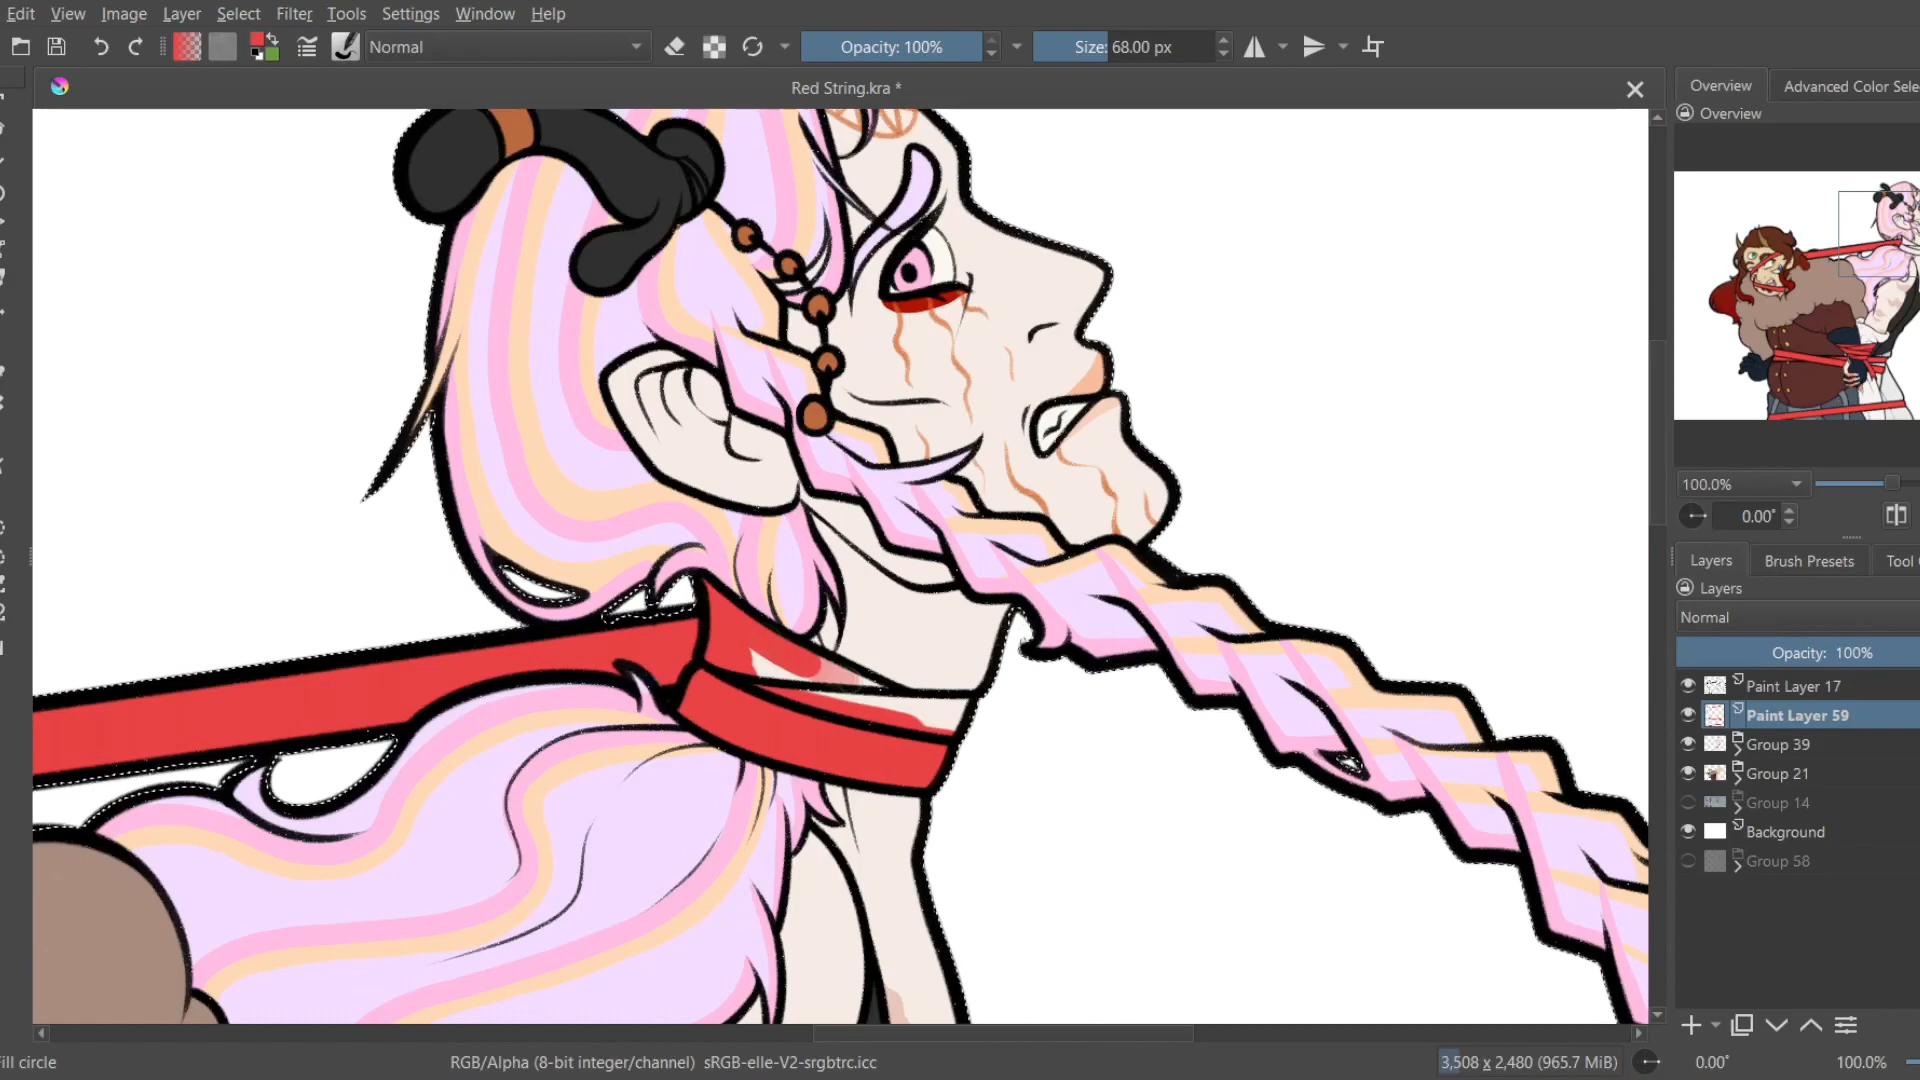 Edit View Image Layer Select Filter Tools Settings Window Help
Normal Opacity: 100% Size: 68.00 px
Red String.kra *
Overview Advanced Color Sele
Overview
100.0%
0.00°
Layers Brush Presets Tool
Layers
Normal
Opacity: 100%
Paint Layer 17
Paint Layer 59
Group 39
Group 21
Group 14
Background
Group 58
ill circle RGB/Alpha (8-bit integer/channel) sRGB-elle-V2-srgbtrc.icc 3,508 x 2,480 (965.7 MiB) 0.00° 100.0%